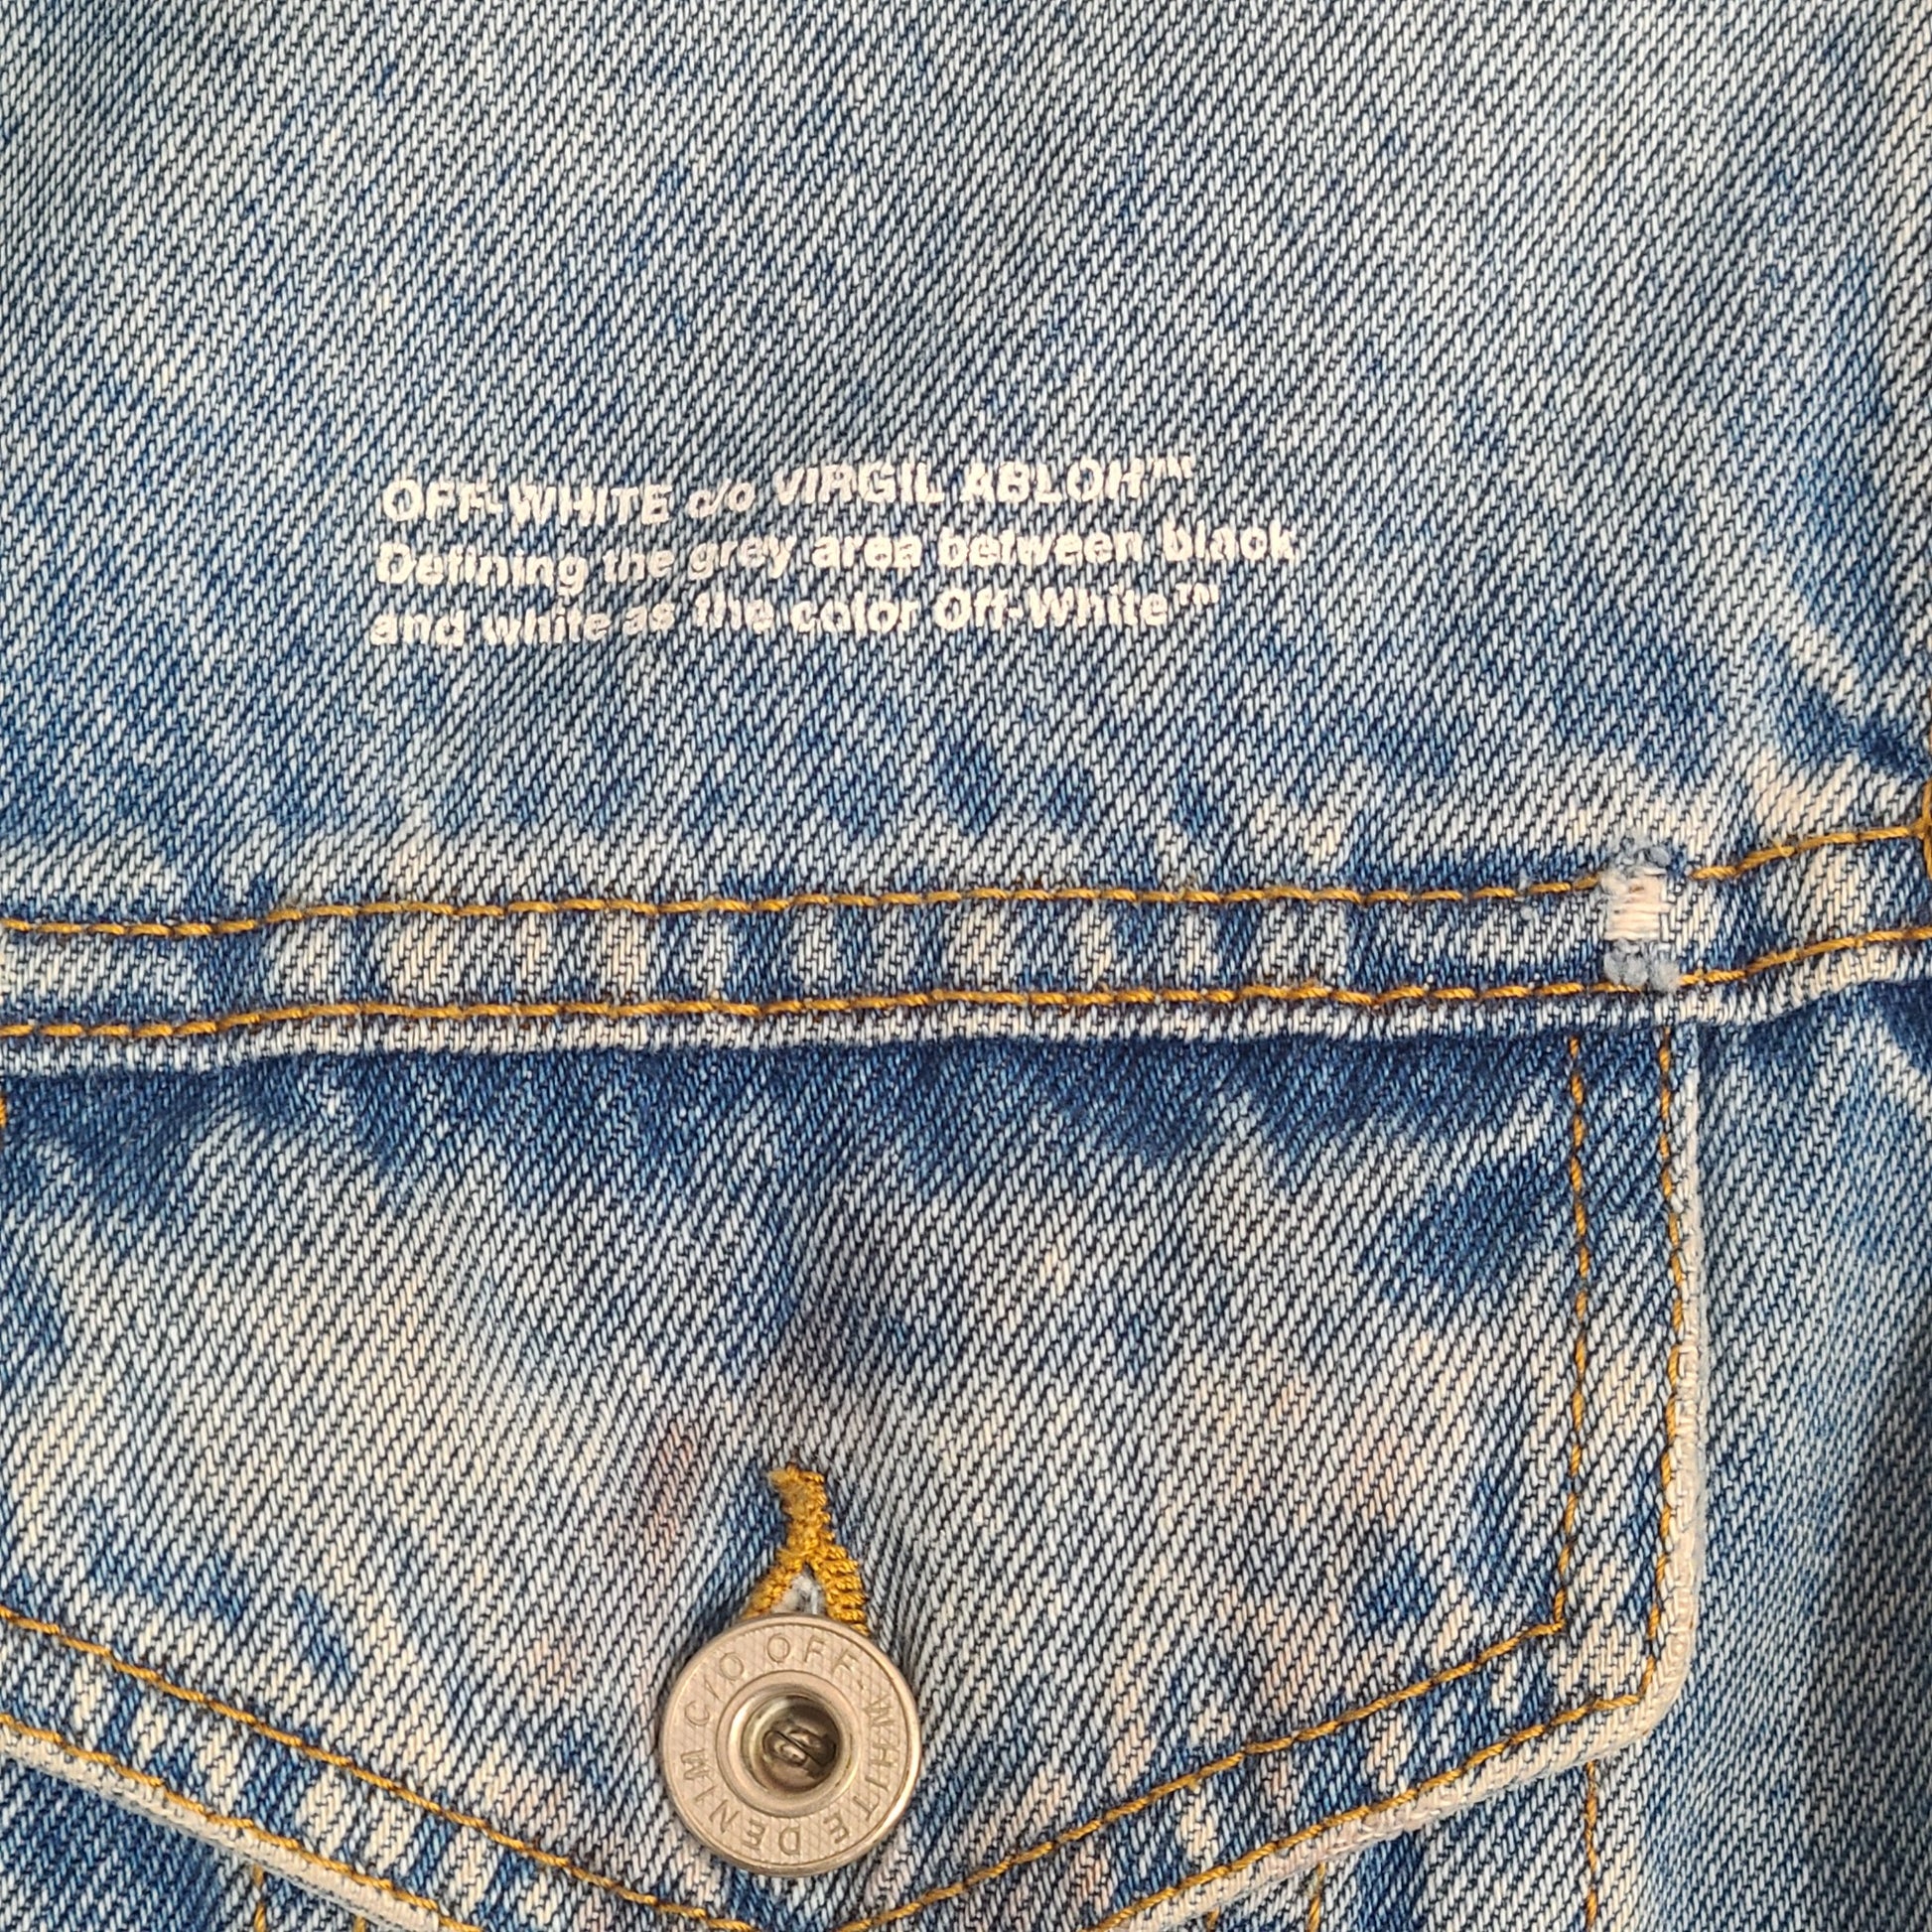 OFF-WHITE c/o VIRGIL ABLOH™
Defining the grey area between black
and white as the color Off-White™
C/O OFF-WHITE DENIM